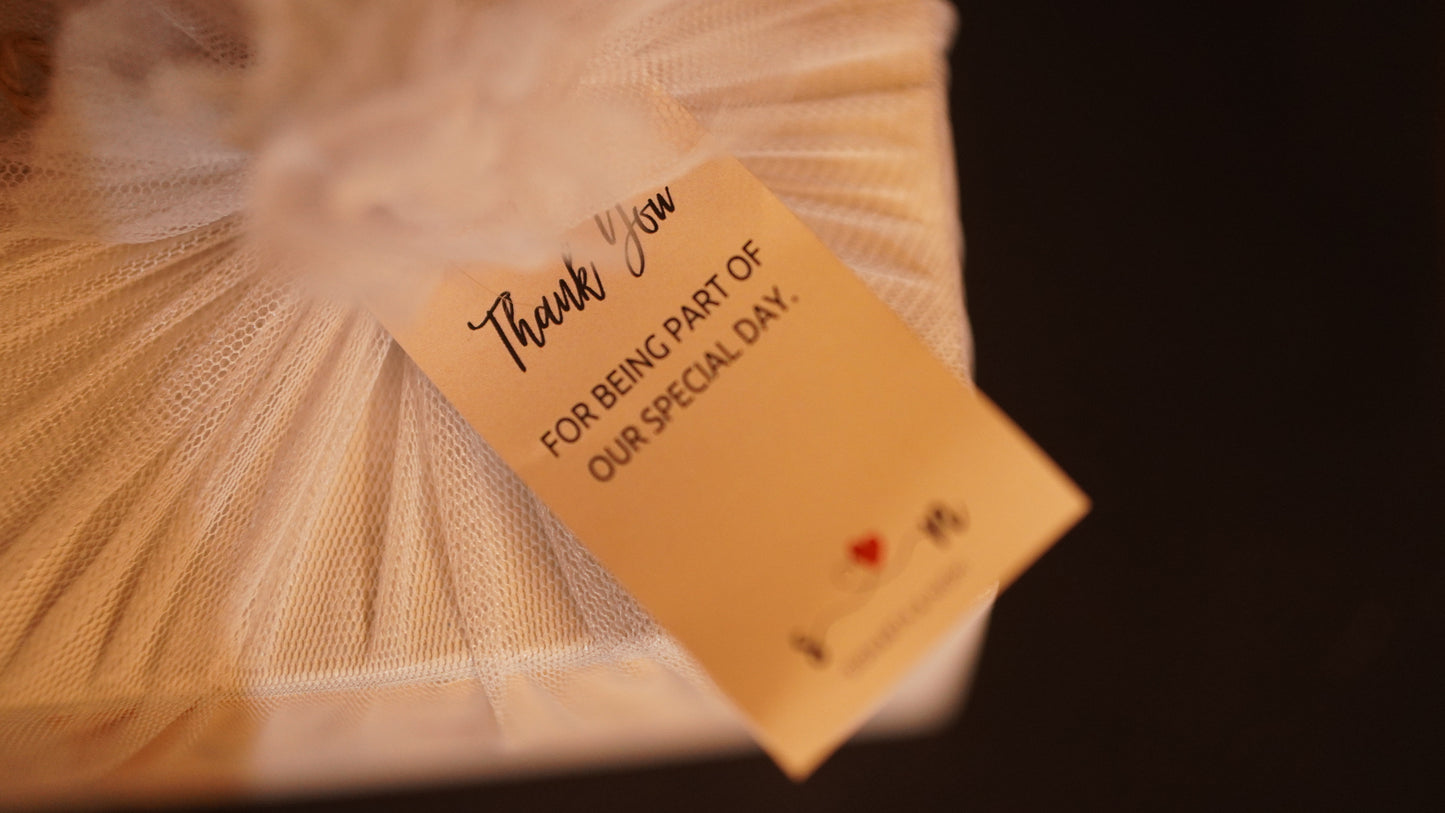 Thank You
FOR BEING PART OF
OUR SPECIAL DAY.